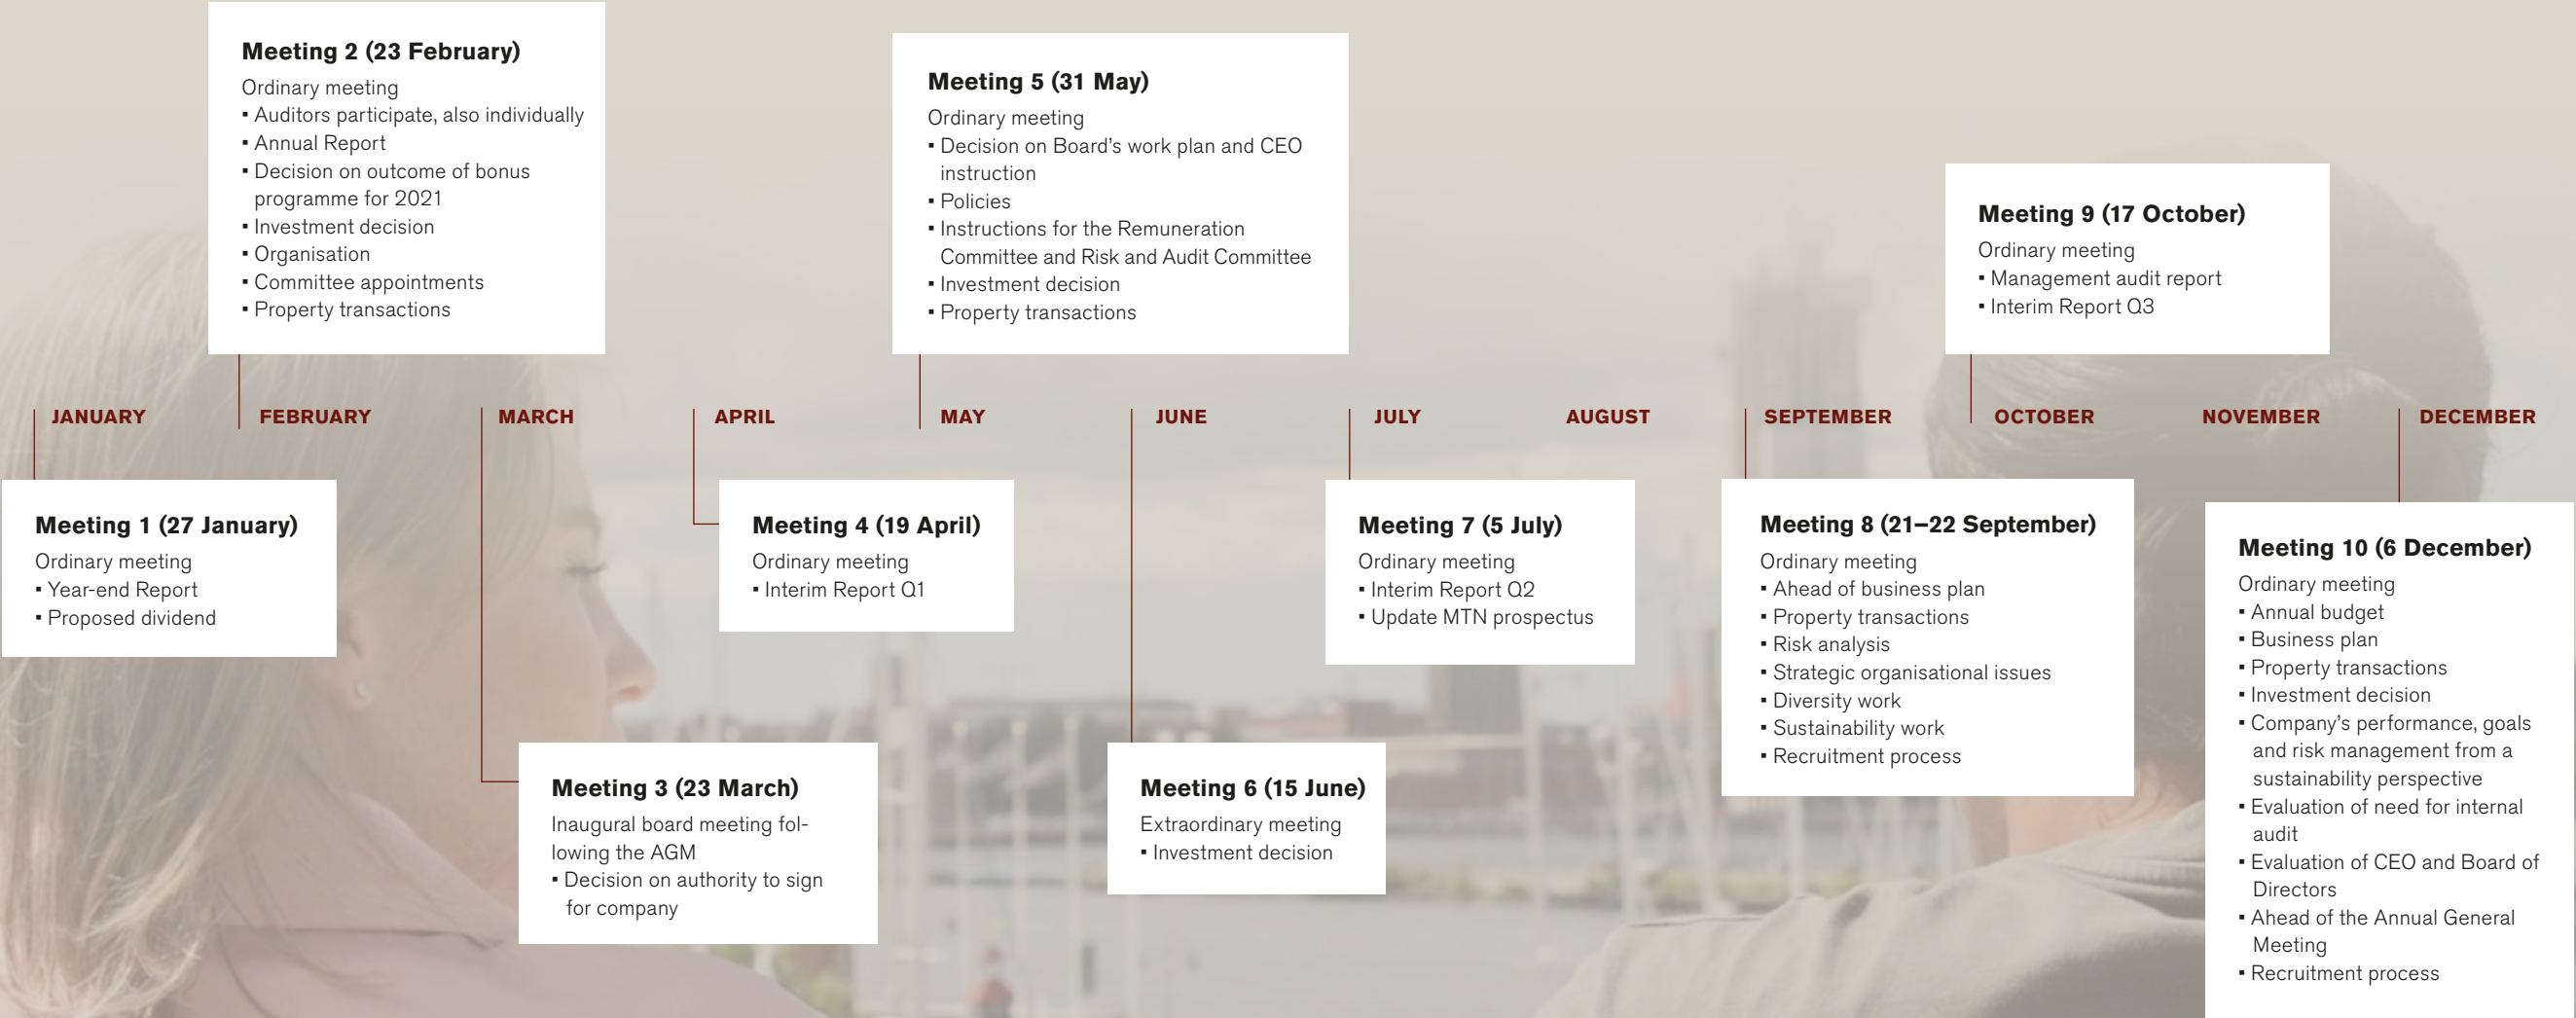 Meeting 2 (23 February)
Ordinary meeting
▪ Auditors participate, also individually
▪ Annual Report
▪ Decision on outcome of bonus
programme for 2021
▪ Investment decision
▪ Organisation
▪ Committee appointments
▪ Property transactions
Meeting 5 (31 May)
Ordinary meeting
▪ Decision on Board’s work plan and CEO
instruction
▪ Policies
▪ Instructions for the Remuneration
Committee and Risk and Audit Committee
▪ Investment decision
▪ Property transactions
Meeting 9 (17 October)
Ordinary meeting
▪ Management audit report
▪ Interim Report Q3
JANUARY FEBRUARY MARCH APRIL MAY JUNE JULY AUGUST SEPTEMBER OCTOBER NOVEMBER DECEMBER
Meeting 1 (27 January)
Ordinary meeting
▪ Year-end Report
▪ Proposed dividend
Meeting 3 (23 March)
Inaugural board meeting fol-
lowing the AGM
▪ Decision on authority to sign
for company
Meeting 4 (19 April)
Ordinary meeting
▪ Interim Report Q1
Meeting 6 (15 June)
Extraordinary meeting
▪ Investment decision
Meeting 7 (5 July)
Ordinary meeting
▪ Interim Report Q2
▪ Update MTN prospectus
Meeting 8 (21–22 September)
Ordinary meeting
▪ Ahead of business plan
▪ Property transactions
▪ Risk analysis
▪ Strategic organisational issues
▪ Diversity work
▪ Sustainability work
▪ Recruitment process
Meeting 10 (6 December)
Ordinary meeting
▪ Annual budget
▪ Business plan
▪ Property transactions
▪ Investment decision
▪ Company’s performance, goals
and risk management from a
sustainability perspective
▪ Evaluation of need for internal
audit
▪ Evaluation of CEO and Board of
Directors
▪ Ahead of the Annual General
Meeting
▪ Recruitment process